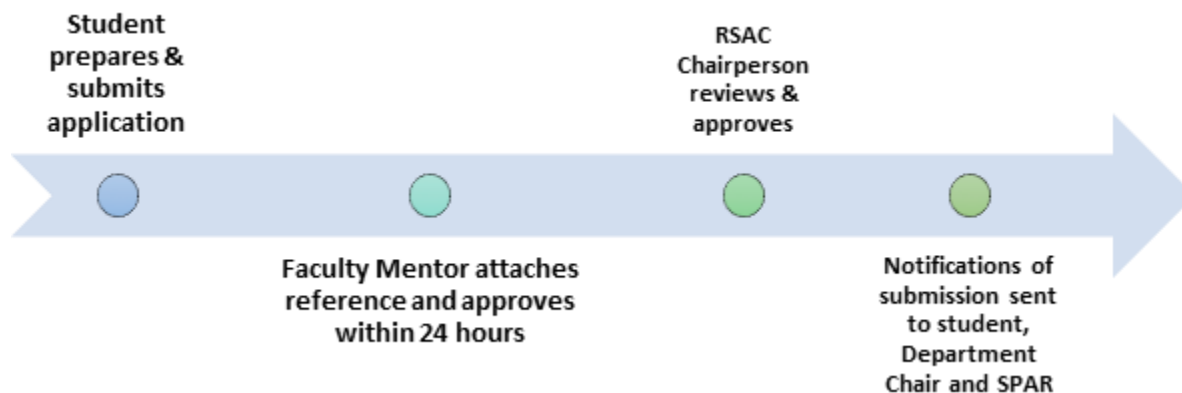 Student
prepares &
submits
application
Faculty Mentor attaches
reference and approves
within 24 hours
RSAC
Chairperson
reviews &
approves
Notifications of
submission sent
to student,
Department
Chair and SPAR